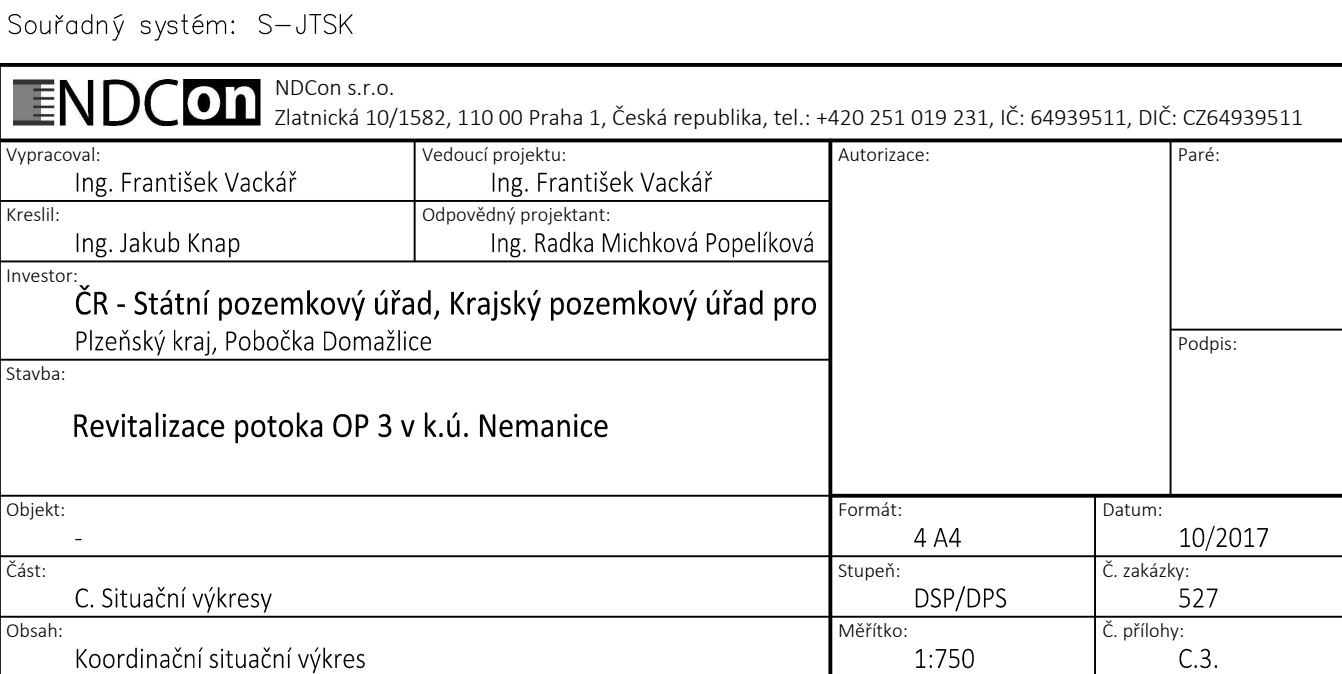 Souřadný systém: S-JTSK
NDCon
NDCon s.r.o.
Zlatnická 10/1582, 110 00 Praha 1, Česká republika, tel.: +420 251 019 231, IČ: 64939511, DIČ: CZ64939511
Vypracoval:
Ing. František Vackář
Vedoucí projektu:
Ing. František Vackář
Kreslil:
Ing. Jakub Knap
Odpovědný projektant:
Ing. Radka Michková Popelíková
Autorizace:
Paré:
Podpis:
Investor:
ČR - Státní pozemkový úřad, Krajský pozemkový úřad pro
Plzeňský kraj, Pobočka Domažlice
Stavba:
Revitalizace potoka OP 3 v k.ú. Nemanice
Objekt:
-
Formát:
4 A4
Datum:
10/2017
Část:
C. Situační výkresy
Stupeň:
DSP/DPS
Č. zakázky:
527
Obsah:
Koordinační situační výkres
Měřítko:
1:750
Č. přílohy:
C.3.